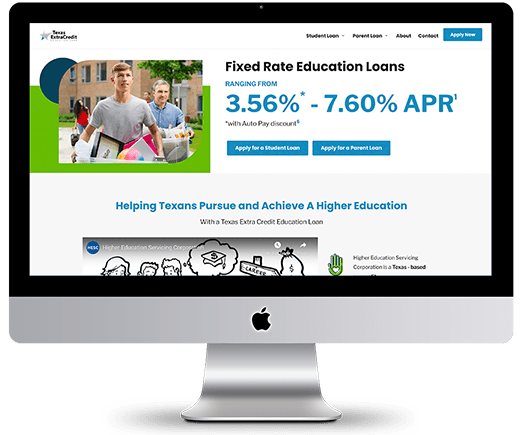 Texas
ExtraCredit
Student Loan Parent Loan About Contact Apply Now
Fixed Rate Education Loans
RANGING FROM
3.56%* - 7.60% APR¹
*with Auto Pay discount⁸
Apply for a Student Loan Apply for a Parent Loan
Helping Texans Pursue and Achieve A Higher Education
With a Texas Extra Credit Education Loan
HESC Higher Education Servicing Corporat
CAREER
Higher Education Servicing
Corporation is a Texas - based